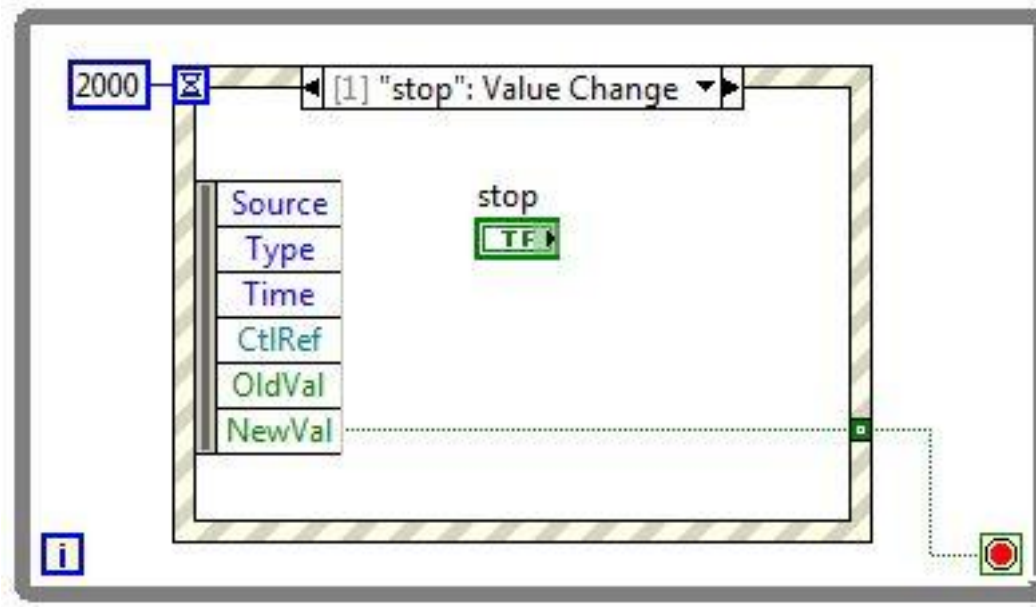 2000
[1] "stop": Value Change
Source
stop
Type
TF
Time
CtlRef
OldVal
NewVal
i